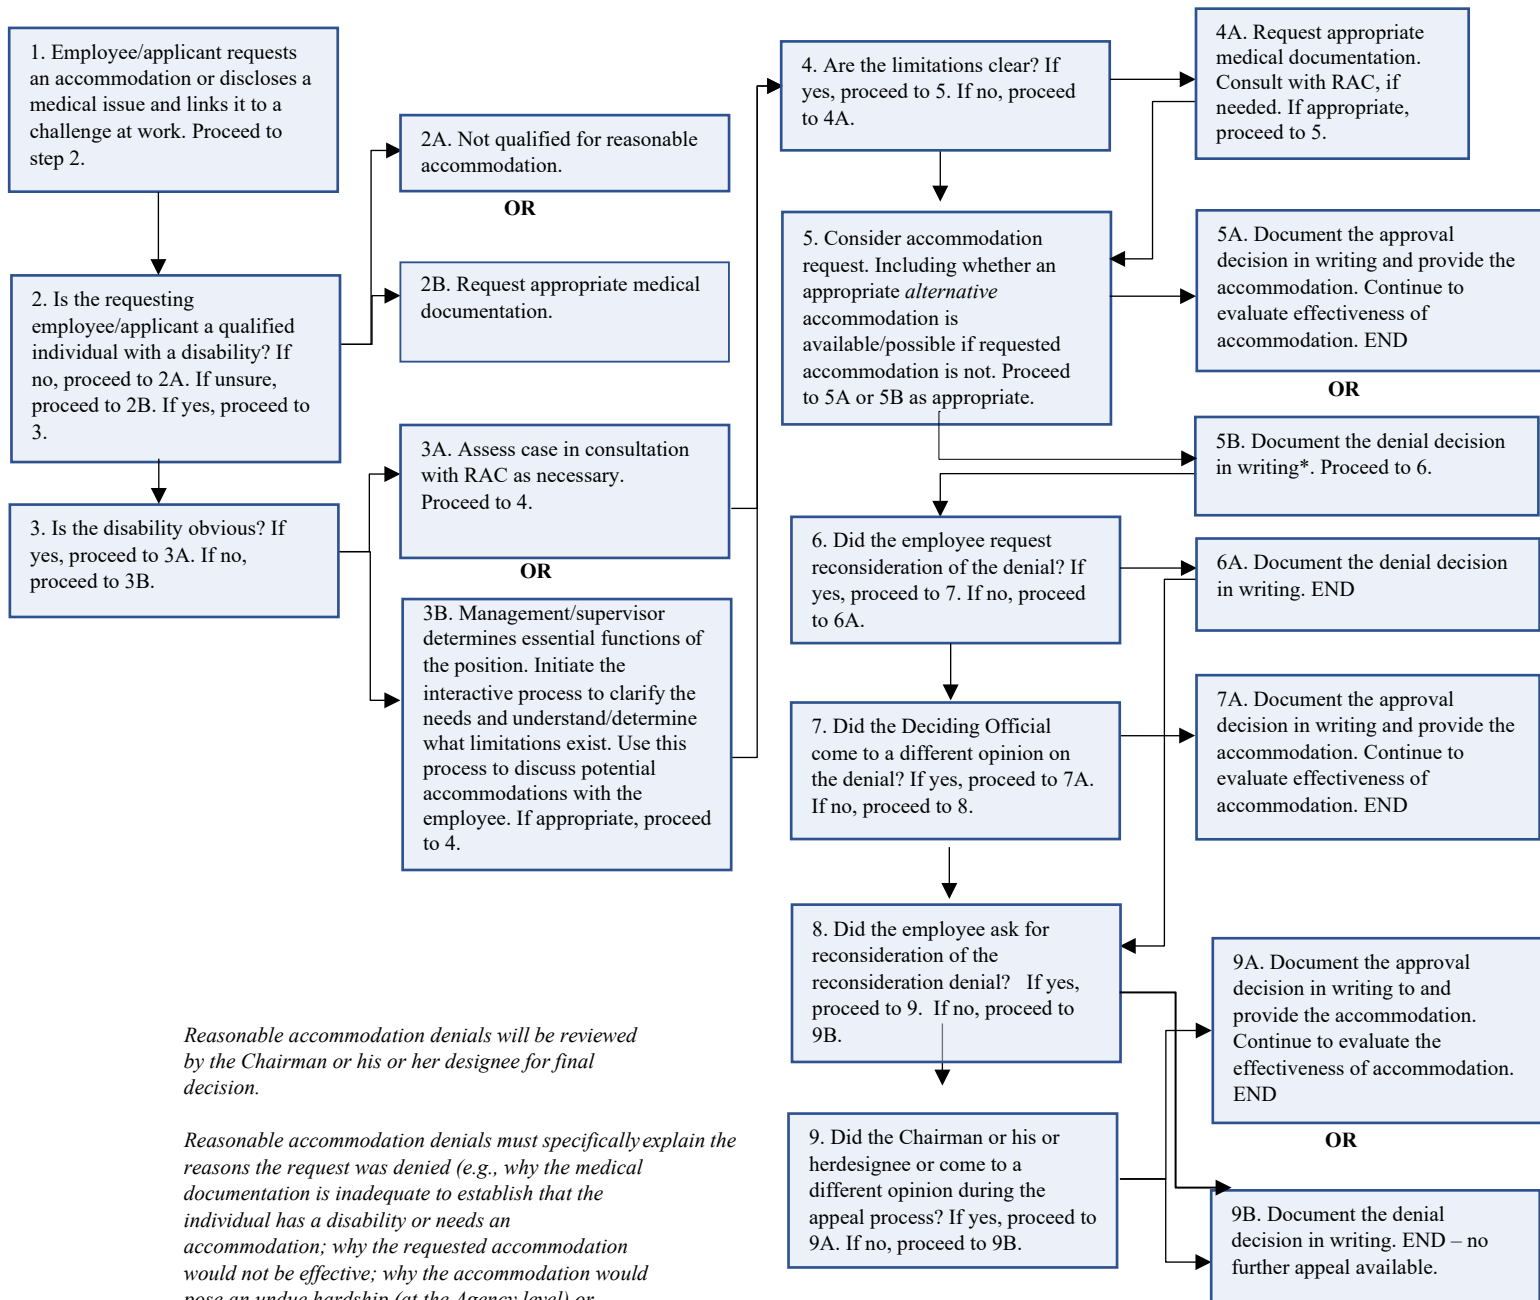 1. Employee/applicant requests
an accommodation or discloses a
medical issue and links it to a
challenge at work. Proceed to
step 2.
2. Is the requesting
employee/applicant a qualified
individual with a disability? If
no, proceed to 2A. If unsure,
proceed to 2B. If yes, proceed to
3.
3. Is the disability obvious? If
yes, proceed to 3A. If no,
proceed to 3B.
2A. Not qualified for reasonable
accommodation.
OR
2B. Request appropriate medical
documentation.
3A. Assess case in consultation
with RAC as necessary.
Proceed to 4.
OR
3B. Management/supervisor
determines essential functions of
the position. Initiate the
interactive process to clarify the
needs and understand/determine
what limitations exist. Use this
process to discuss potential
accommodations with the
employee. If appropriate, proceed
to 4.
4. Are the limitations clear? If
yes, proceed to 5. If no, proceed
to 4A.
4A. Request appropriate
medical documentation.
Consult with RAC, if
needed. If appropriate,
proceed to 5.
5. Consider accommodation
request. Including whether an
appropriate alternative
accommodation is
available/possible if requested
accommodation is not. Proceed
to 5A or 5B as appropriate.
5A. Document the approval
decision in writing and provide the
accommodation. Continue to
evaluate effectiveness of
accommodation. END
OR
5B. Document the denial decision
in writing*. Proceed to 6.
6. Did the employee request
reconsideration of the denial? If
yes, proceed to 7. If no, proceed
to 6A.
6A. Document the denial decision
in writing. END
7. Did the Deciding Official
come to a different opinion on
the denial? If yes, proceed to 7A.
If no, proceed to 8.
7A. Document the approval
decision in writing and provide the
accommodation. Continue to
evaluate effectiveness of
accommodation. END
8. Did the employee ask for
reconsideration of the
reconsideration denial? If yes,
proceed to 9. If no, proceed to
9B.
9. Did the Chairman or his or
herdesignee or come to a
different opinion during the
appeal process? If yes, proceed to
9A. If no, proceed to 9B.
9A. Document the approval
decision in writing to and
provide the accommodation.
Continue to evaluate the
effectiveness of accommodation.
END
OR
9B. Document the denial
decision in writing. END – no
further appeal available.
Reasonable accommodation denials will be reviewed
by the Chairman or his or her designee for final
decision.
Reasonable accommodation denials must specifically explain the
reasons the request was denied (e.g., why the medical
documentation is inadequate to establish that the
individual has a disability or needs an
accommodation; why the requested accommodation
would not be effective; why the accommodation would
pose an undue hardship (at the Agency level) or